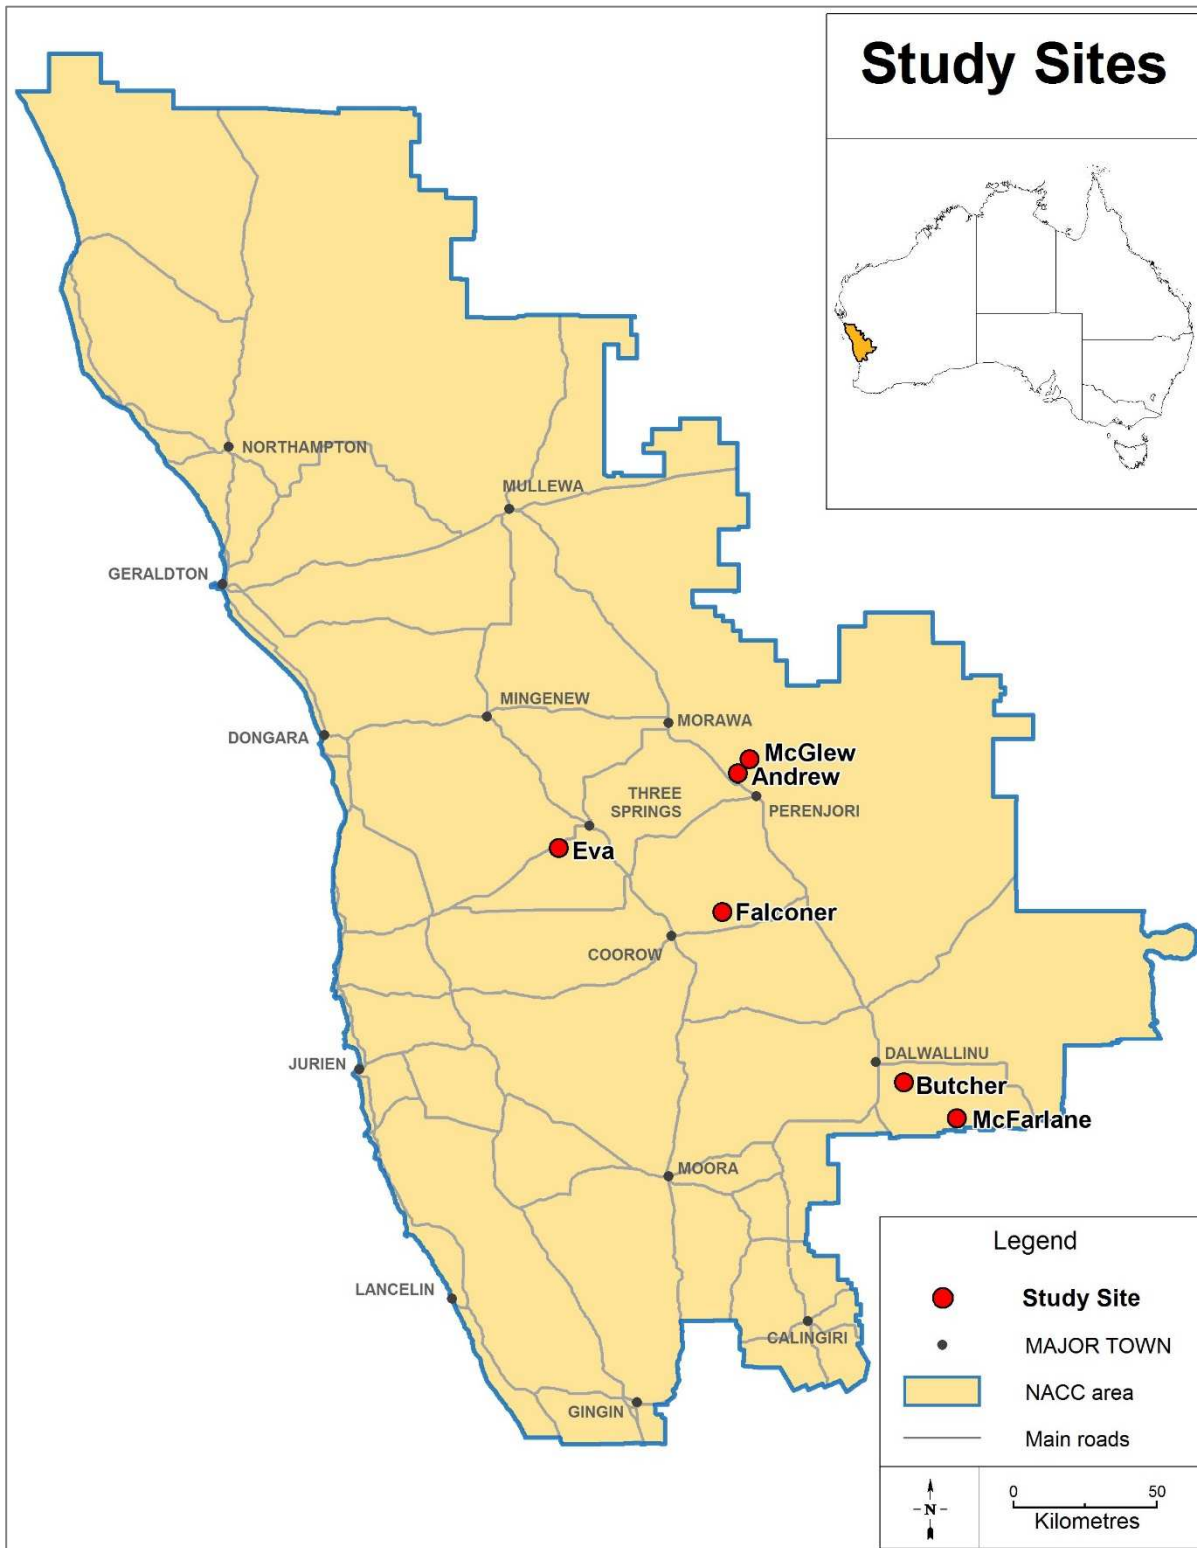 Study Sites
NORTHAMPTON
MULLEWA
GERALDTON
MINGENEW
MORAWA
DONGARA
McGlew
Andrew
THREE
SPRINGS
PERENJORI
Eva
Falconer
COOROW
DALWALLINU
JURIEN
Butcher
McFarlane
MOORA
LANCELIN
CALINGIRI
GINGIN
Legend
Study Site
MAJOR TOWN
NACC area
Main roads
N
0 50
Kilometres